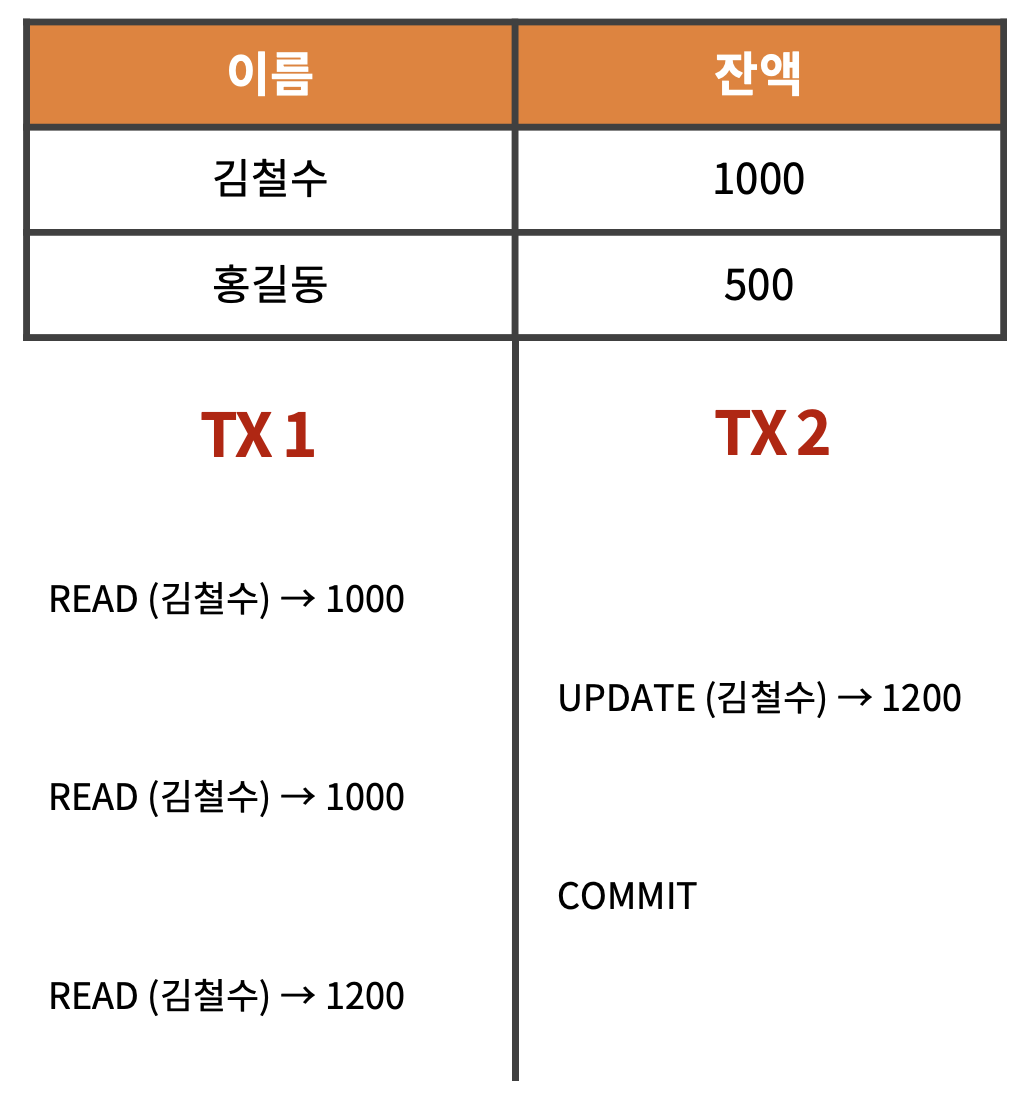 이름 잔액
김철수 1000
홍길동 500
TX 1 TX 2
READ (김철수) → 1000
UPDATE (김철수) → 1200
READ (김철수) → 1000
COMMIT
READ (김철수) → 1200